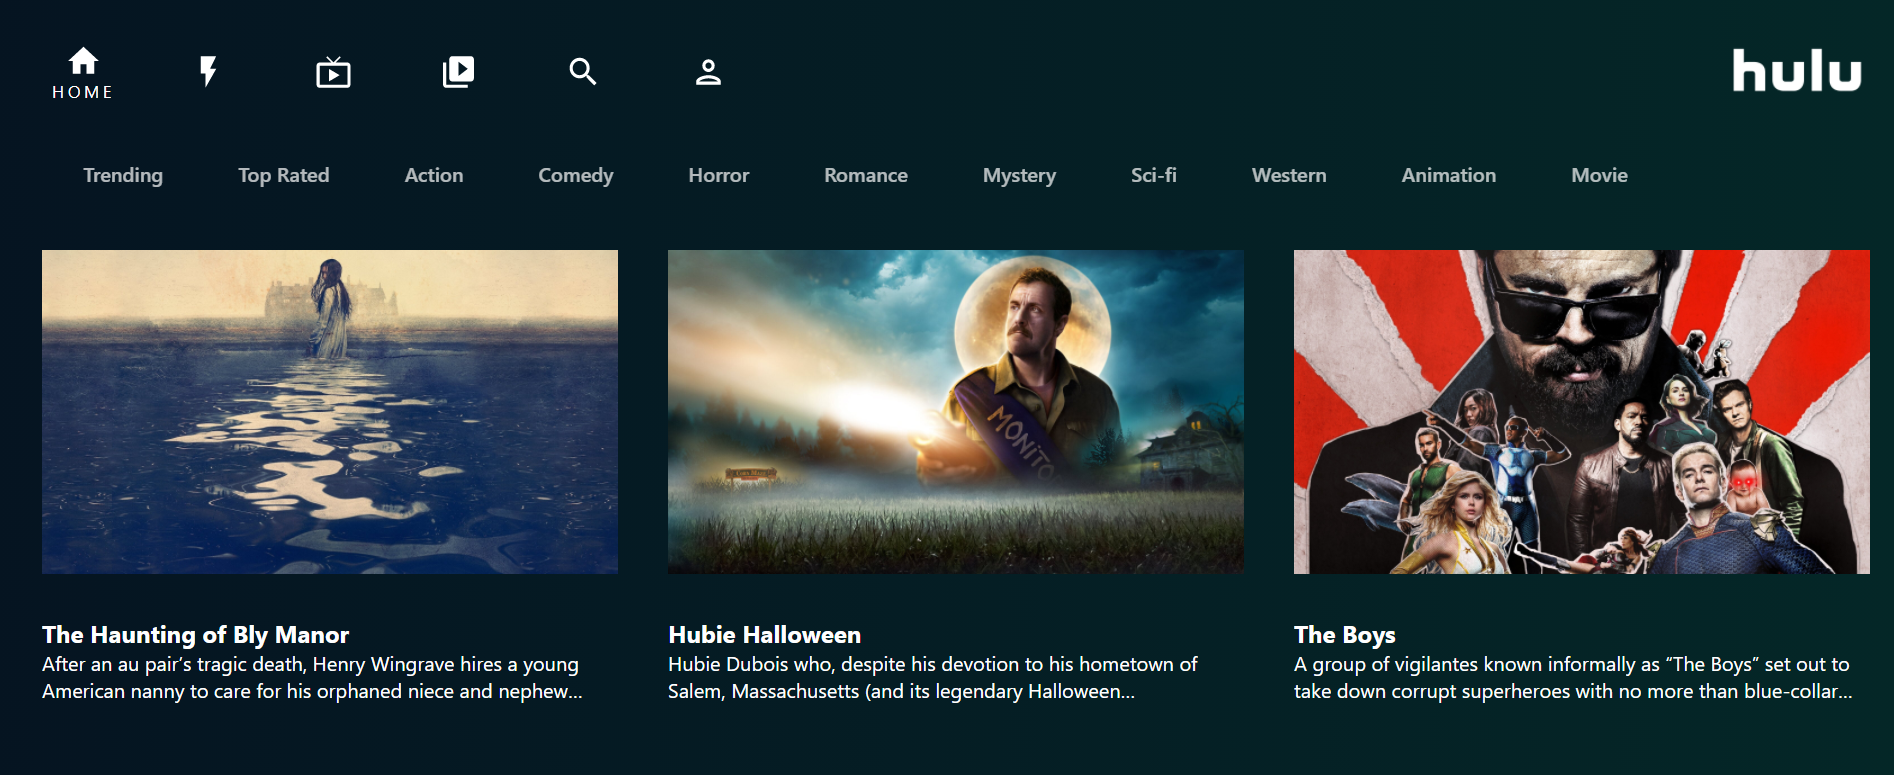 HOME
hulu
Trending Top Rated Action Comedy Horror Romance Mystery Sci-fi Western Animation Movie
MONiTO
The Haunting of Bly Manor
After an au pair’s tragic death, Henry Wingrave hires a young
American nanny to care for his orphaned niece and nephew...
Hubie Halloween
Hubie Dubois who, despite his devotion to his hometown of
Salem, Massachusetts (and its legendary Halloween...
The Boys
A group of vigilantes known informally as “The Boys” set out to
take down corrupt superheroes with no more than blue-collar...